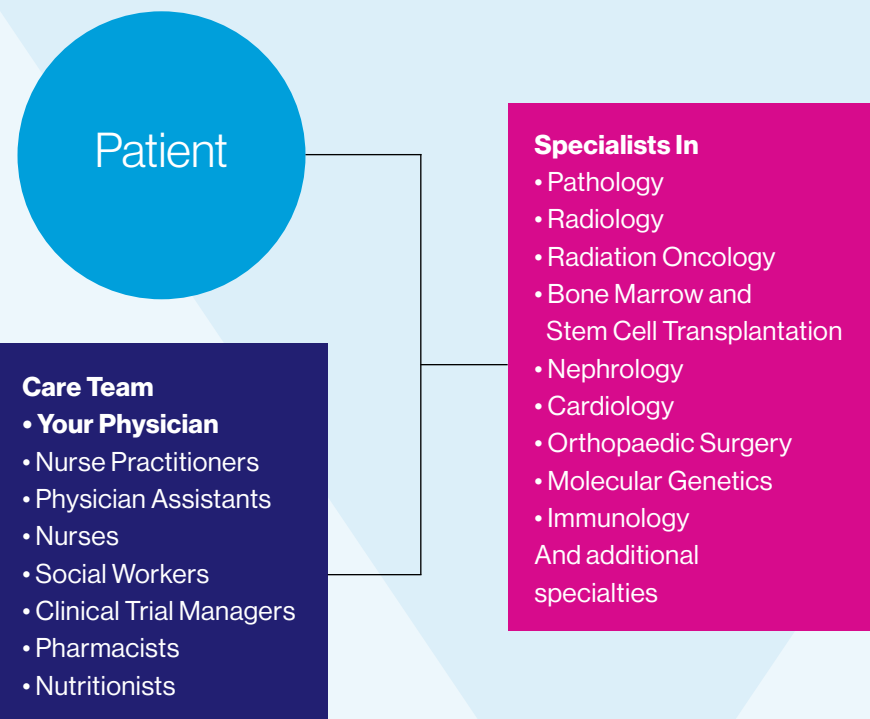 Patient
Care Team
• Your Physician
• Nurse Practitioners
• Physician Assistants
• Nurses
• Social Workers
• Clinical Trial Managers
• Pharmacists
• Nutritionists
Specialists In
• Pathology
• Radiology
• Radiation Oncology
• Bone Marrow and
Stem Cell Transplantation
• Nephrology
• Cardiology
• Orthopaedic Surgery
• Molecular Genetics
• Immunology
And additional
specialties